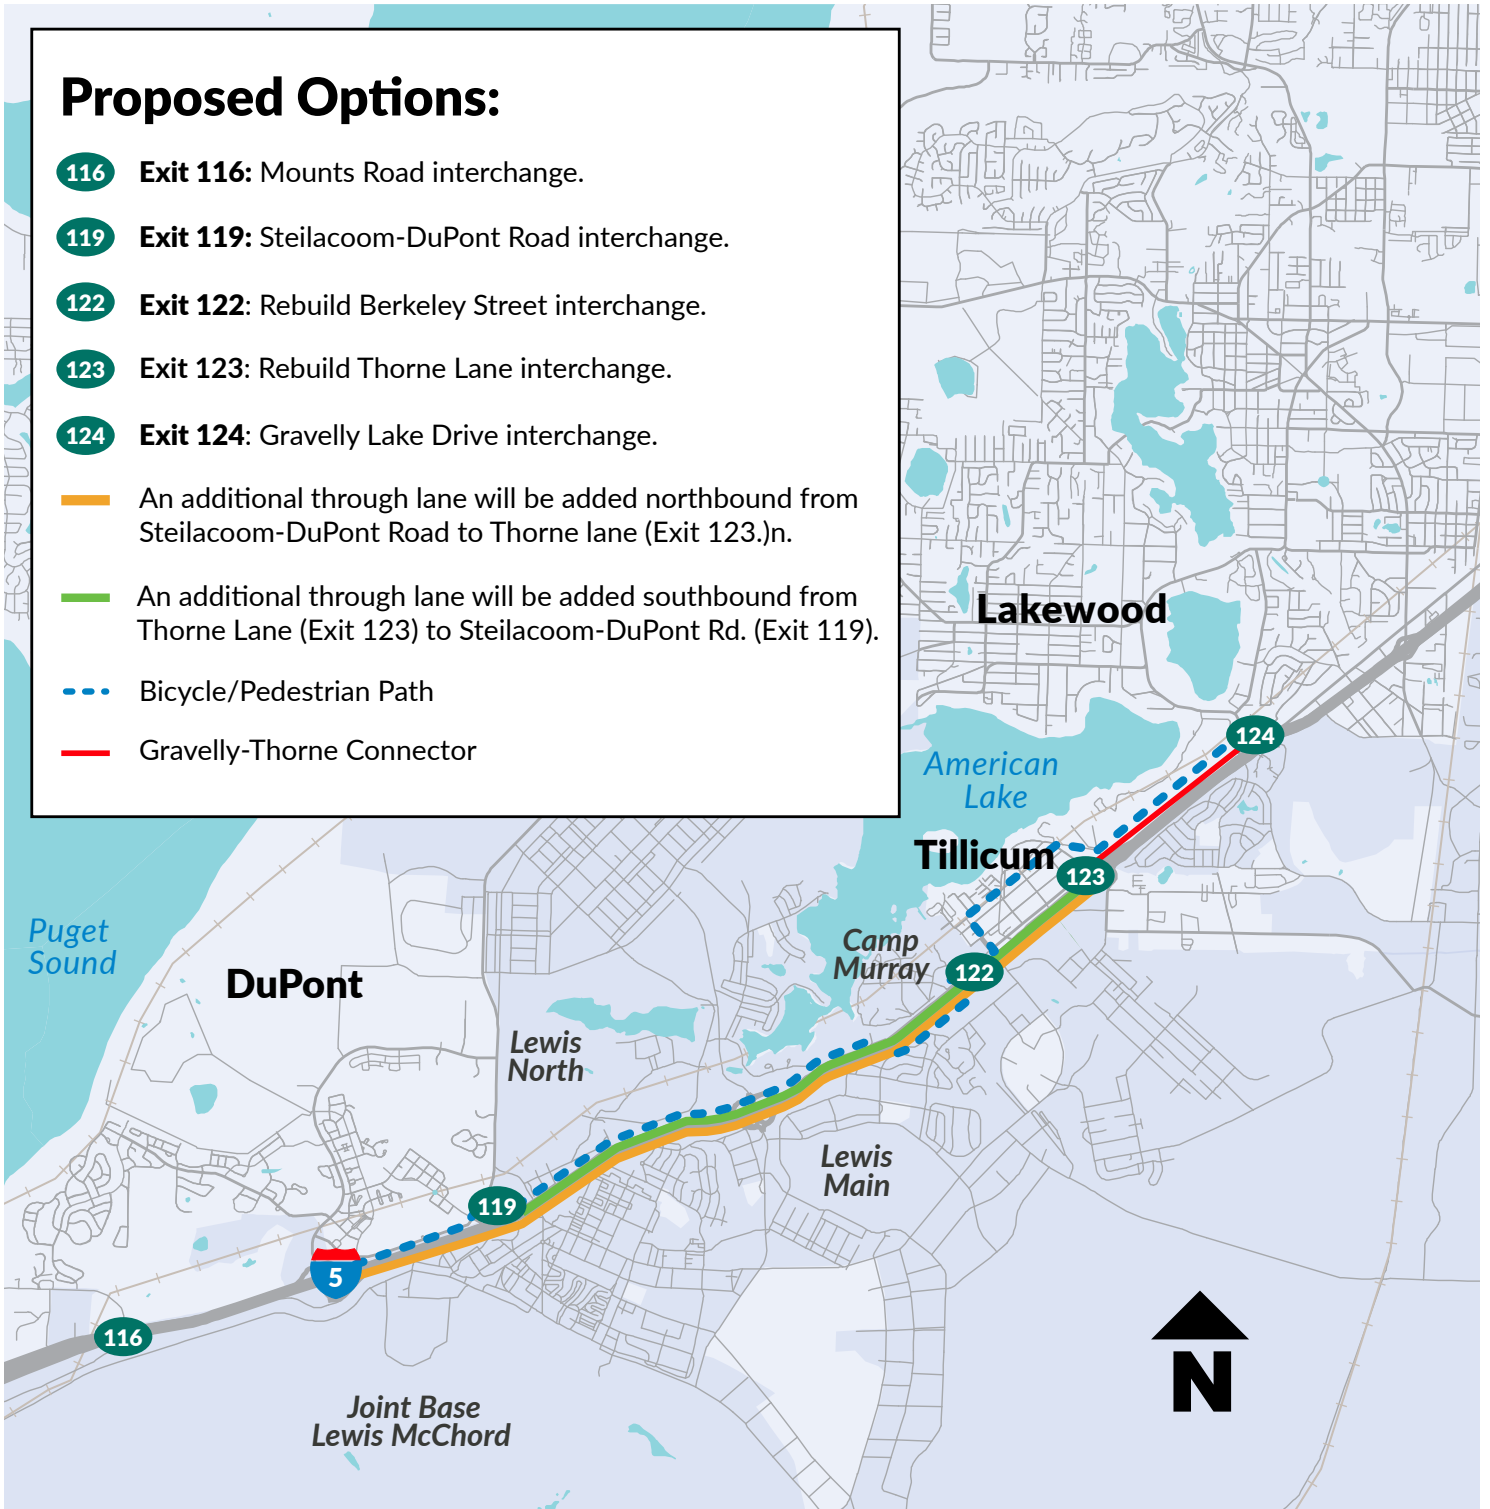 Proposed Options:
116 Exit 116: Mounts Road interchange.
119 Exit 119: Steilacoom-DuPont Road interchange.
122 Exit 122: Rebuild Berkeley Street interchange.
123 Exit 123: Rebuild Thorne Lane interchange.
124 Exit 124: Gravelly Lake Drive interchange.
An additional through lane will be added northbound from
Steilacoom-DuPont Road to Thorne lane (Exit 123.)n.
An additional through lane will be added southbound from
Thorne Lane (Exit 123) to Steilacoom-DuPont Rd. (Exit 119).
Bicycle/Pedestrian Path
Gravelly-Thorne Connector
Lakewood
124
American
Lake
Tillicum
123
Puget
Sound
Camp
Murray
122
DuPont
Lewis
North
Lewis
Main
119
5
116
N
Joint Base
Lewis McChord